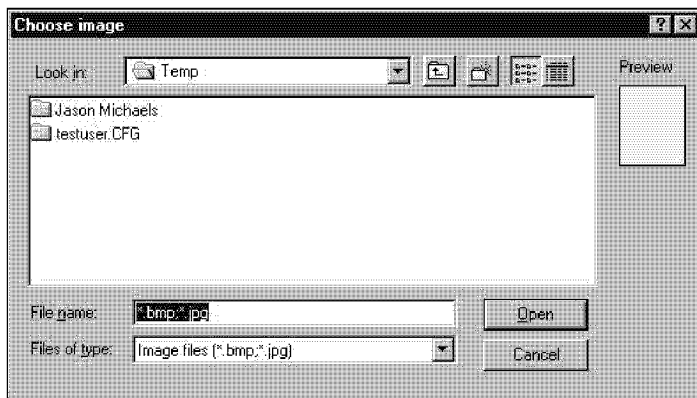 Choose image
Look in: Temp
Preview
Jason Michaels
testuser.CFG
File name: *.bmp;*.jpg
Open
Files of type: Image files (*.bmp;*.jpg)
Cancel